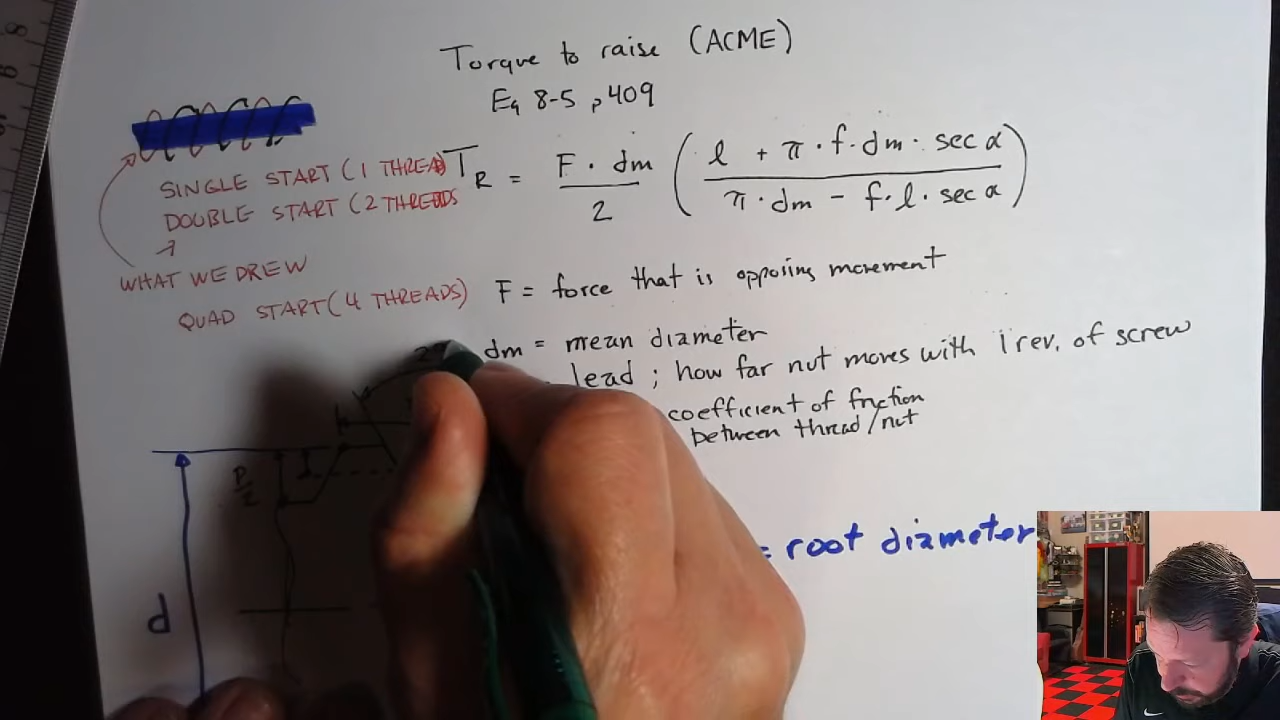 Torque to raise (ACME)
Eq 8-5, p409
T_R = F · dm / 2 ( l + π · f · dm · sec α / π · dm − f · l · sec α )
SINGLE START (1 THREAD
DOUBLE START (2 THREADS
WHAT WE DREW
QUAD START (4 THREADS)
F = force that is opposing movement
dm = mean diameter
lead ; how far nut moves with 1 rev. of screw
coefficient of friction
between thread/nut
P/2
= root diameter
d